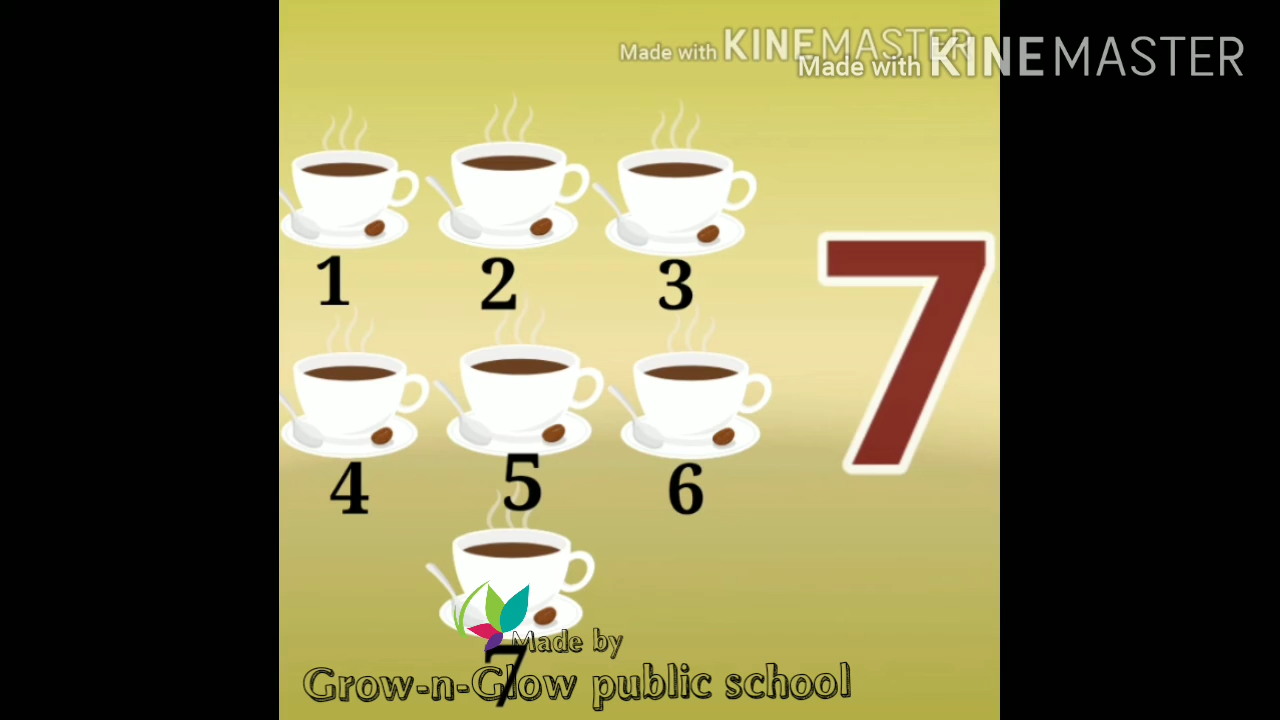 Made with KINEMASTER
Made with KINEMASTER
1 2 3
7
4 5 6
7
Made by
Grow-n-Glow public school